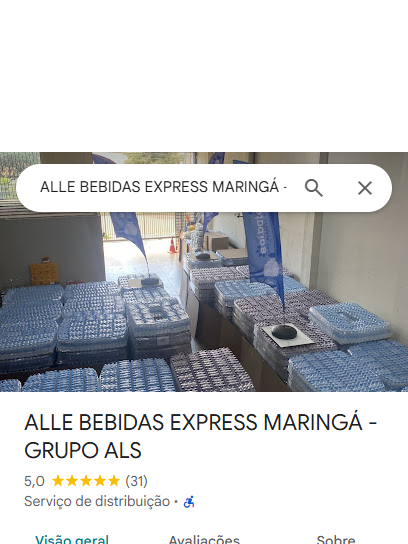 ALLE BEBIDAS EXPRESS MARINGÁ -
ALLE BEBIDAS EXPRESS MARINGÁ -
GRUPO ALS
5,0 ★★★★★ (31)
Serviço de distribuição ·
Visão geral Avaliações Sobre